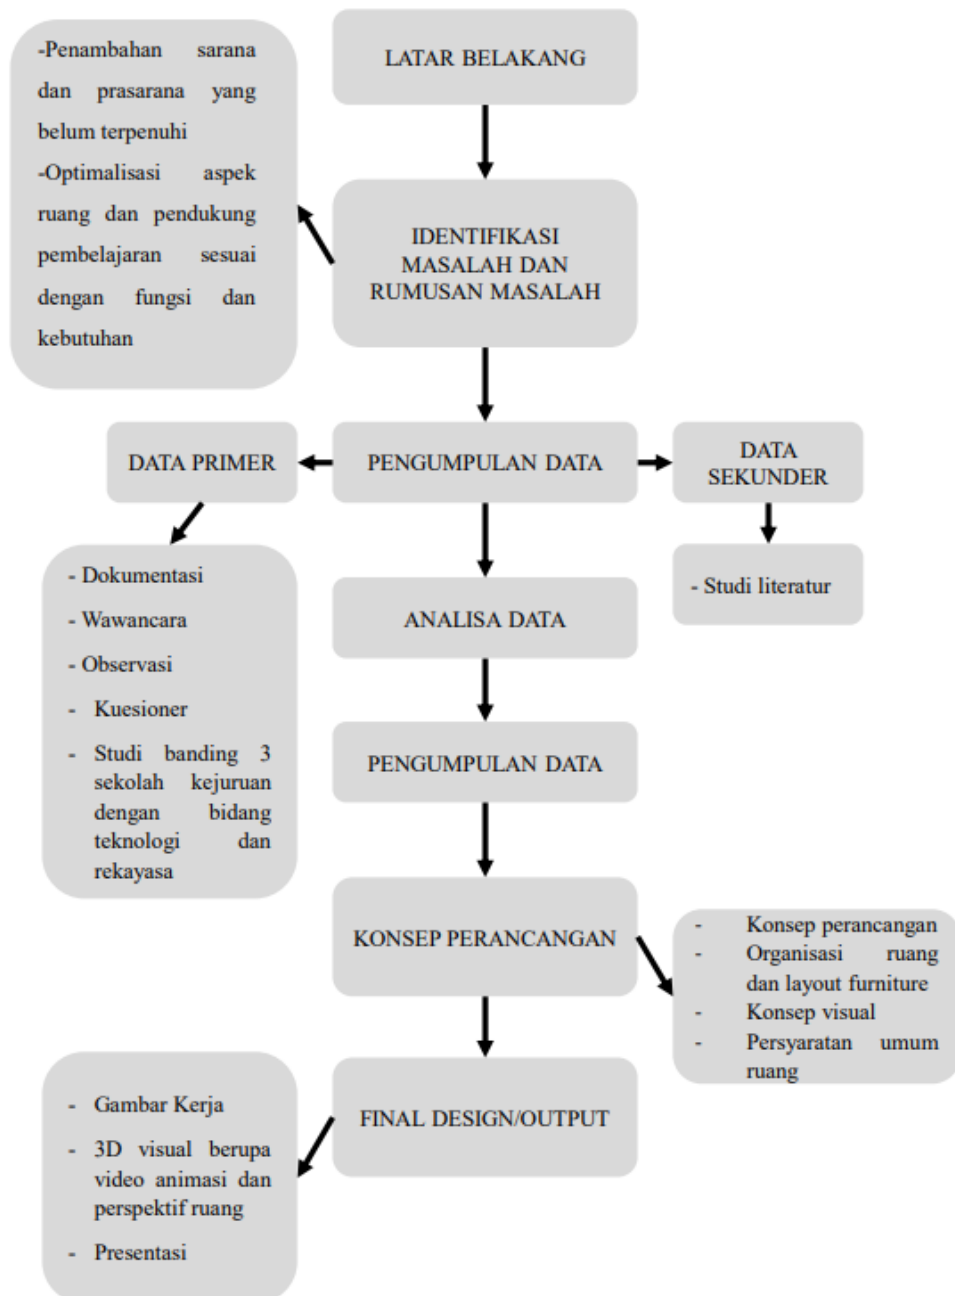 LATAR BELAKANG
-Penambahan sarana
dan prasarana yang
belum terpenuhi
-Optimalisasi aspek
ruang dan pendukung
pembelajaran sesuai
dengan fungsi dan
kebutuhan
IDENTIFIKASI
MASALAH DAN
RUMUSAN MASALAH
DATA PRIMER
PENGUMPULAN DATA
DATA
SEKUNDER
- Dokumentasi
- Wawancara
- Observasi
- Kuesioner
- Studi banding 3
sekolah kejuruan
dengan bidang
teknologi dan
rekayasa
- Studi literatur
ANALISA DATA
PENGUMPULAN DATA
KONSEP PERANCANGAN
- Konsep perancangan
- Organisasi ruang
dan layout furniture
- Konsep visual
- Persyaratan umum
ruang
FINAL DESIGN/OUTPUT
- Gambar Kerja
- 3D visual berupa
video animasi dan
perspektif ruang
- Presentasi